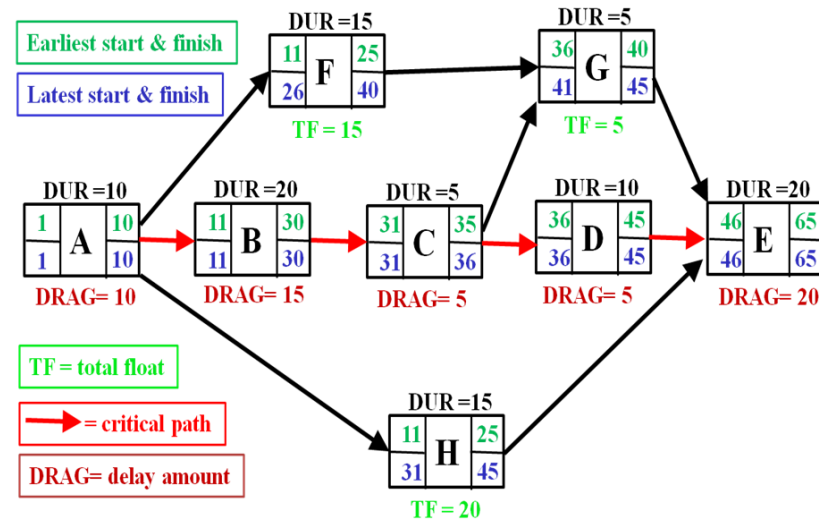 Earliest start & finish
Latest start & finish
DUR =15
11 F 25
26 40
TF = 15
DUR =5
36 G 40
41 45
TF = 5
DUR =10
1 A 10
1 10
DRAG= 10
DUR =20
11 B 30
11 30
DRAG= 15
DUR =5
31 C 35
31 36
DRAG= 5
DUR =10
36 D 45
36 45
DRAG= 5
DUR =20
46 E 65
46 65
DRAG= 20
TF = total float
= critical path
DRAG= delay amount
DUR =15
11 H 25
31 45
TF = 20